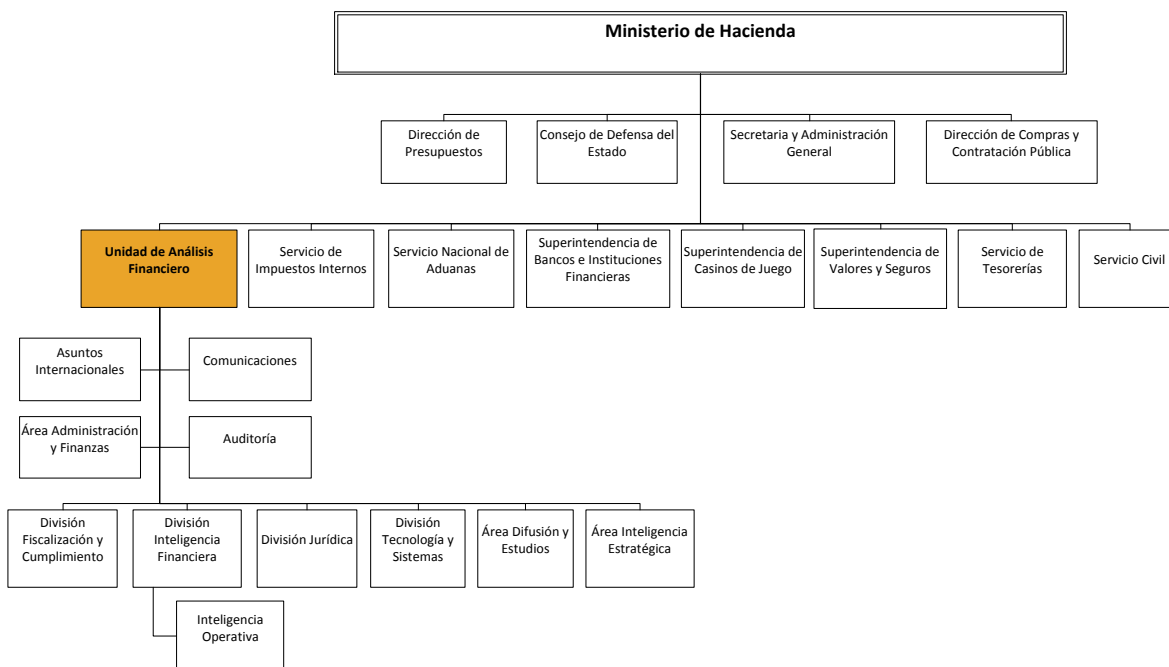 Ministerio de Hacienda
Dirección de
Presupuestos
Consejo de Defensa del
Estado
Secretaria y Administración
General
Dirección de Compras y
Contratación Pública
Unidad de Análisis
Financiero
Servicio de
Impuestos Internos
Servicio Nacional de
Aduanas
Superintendencia de
Bancos e Instituciones
Financieras
Superintendencia de
Casinos de Juego
Superintendencia de
Valores y Seguros
Servicio de
Tesorerías
Servicio Civil
Asuntos
Internacionales
Comunicaciones
Área Administración
y Finanzas
Auditoría
División
Fiscalización y
Cumplimiento
División
Inteligencia
Financiera
División Jurídica
División
Tecnología y
Sistemas
Área Difusión y
Estudios
Área Inteligencia
Estratégica
Inteligencia
Operativa